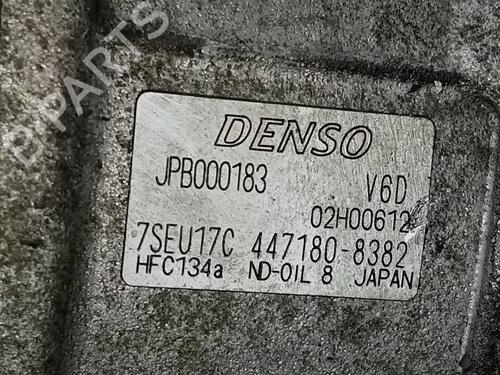 DENSO
JPB000183 V6D
02H00612
7SEU17C 447180-8382
HFC134a ND-OIL 8 JAPAN
B-PARTS